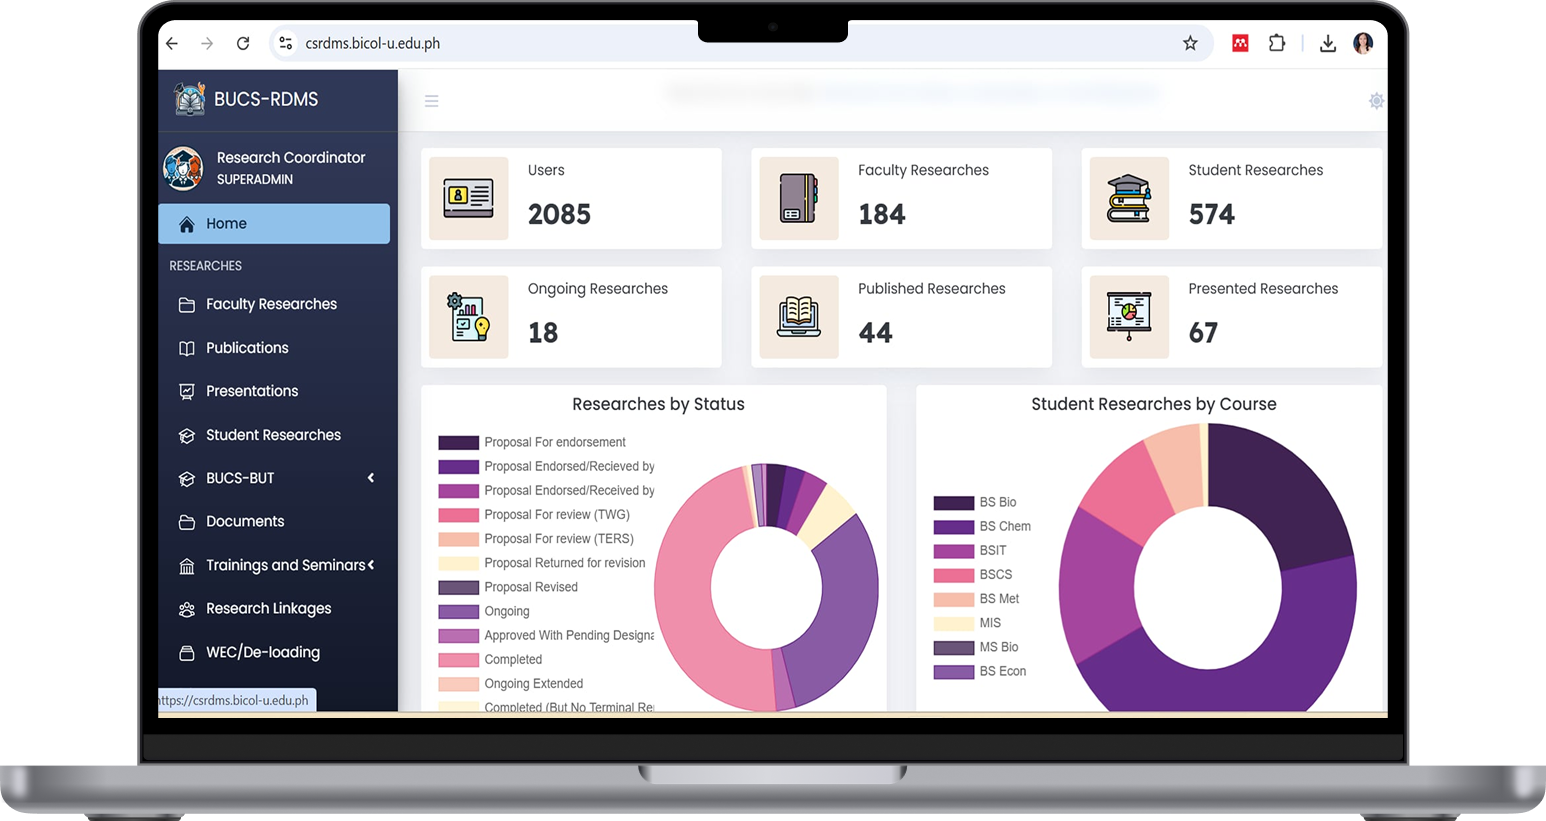 csrdms.bicol-u.edu.ph
BUCS-RDMS
Research Coordinator
SUPERADMIN
Home
RESEARCHES
Faculty Researches
Publications
Presentations
Student Researches
BUCS-BUT
Documents
Trainings and Seminars
Research Linkages
WEC/De-loading
https://csrdms.bicol-u.edu.ph
Users
2085
Faculty Researches
184
Student Researches
574
Ongoing Researches
18
Published Researches
44
Presented Researches
67
Researches by Status
Proposal For endorsement
Proposal Endorsed/Recieved by
Proposal Endorsed/Received by
Proposal For review (TWG)
Proposal For review (TERS)
Proposal Returned for revision
Proposal Revised
Ongoing
Approved With Pending Designa
Completed
Ongoing Extended
Completed (But No Terminal Re
Student Researches by Course
BS Bio
BS Chem
BSIT
BSCS
BS Met
MIS
MS Bio
BS Econ